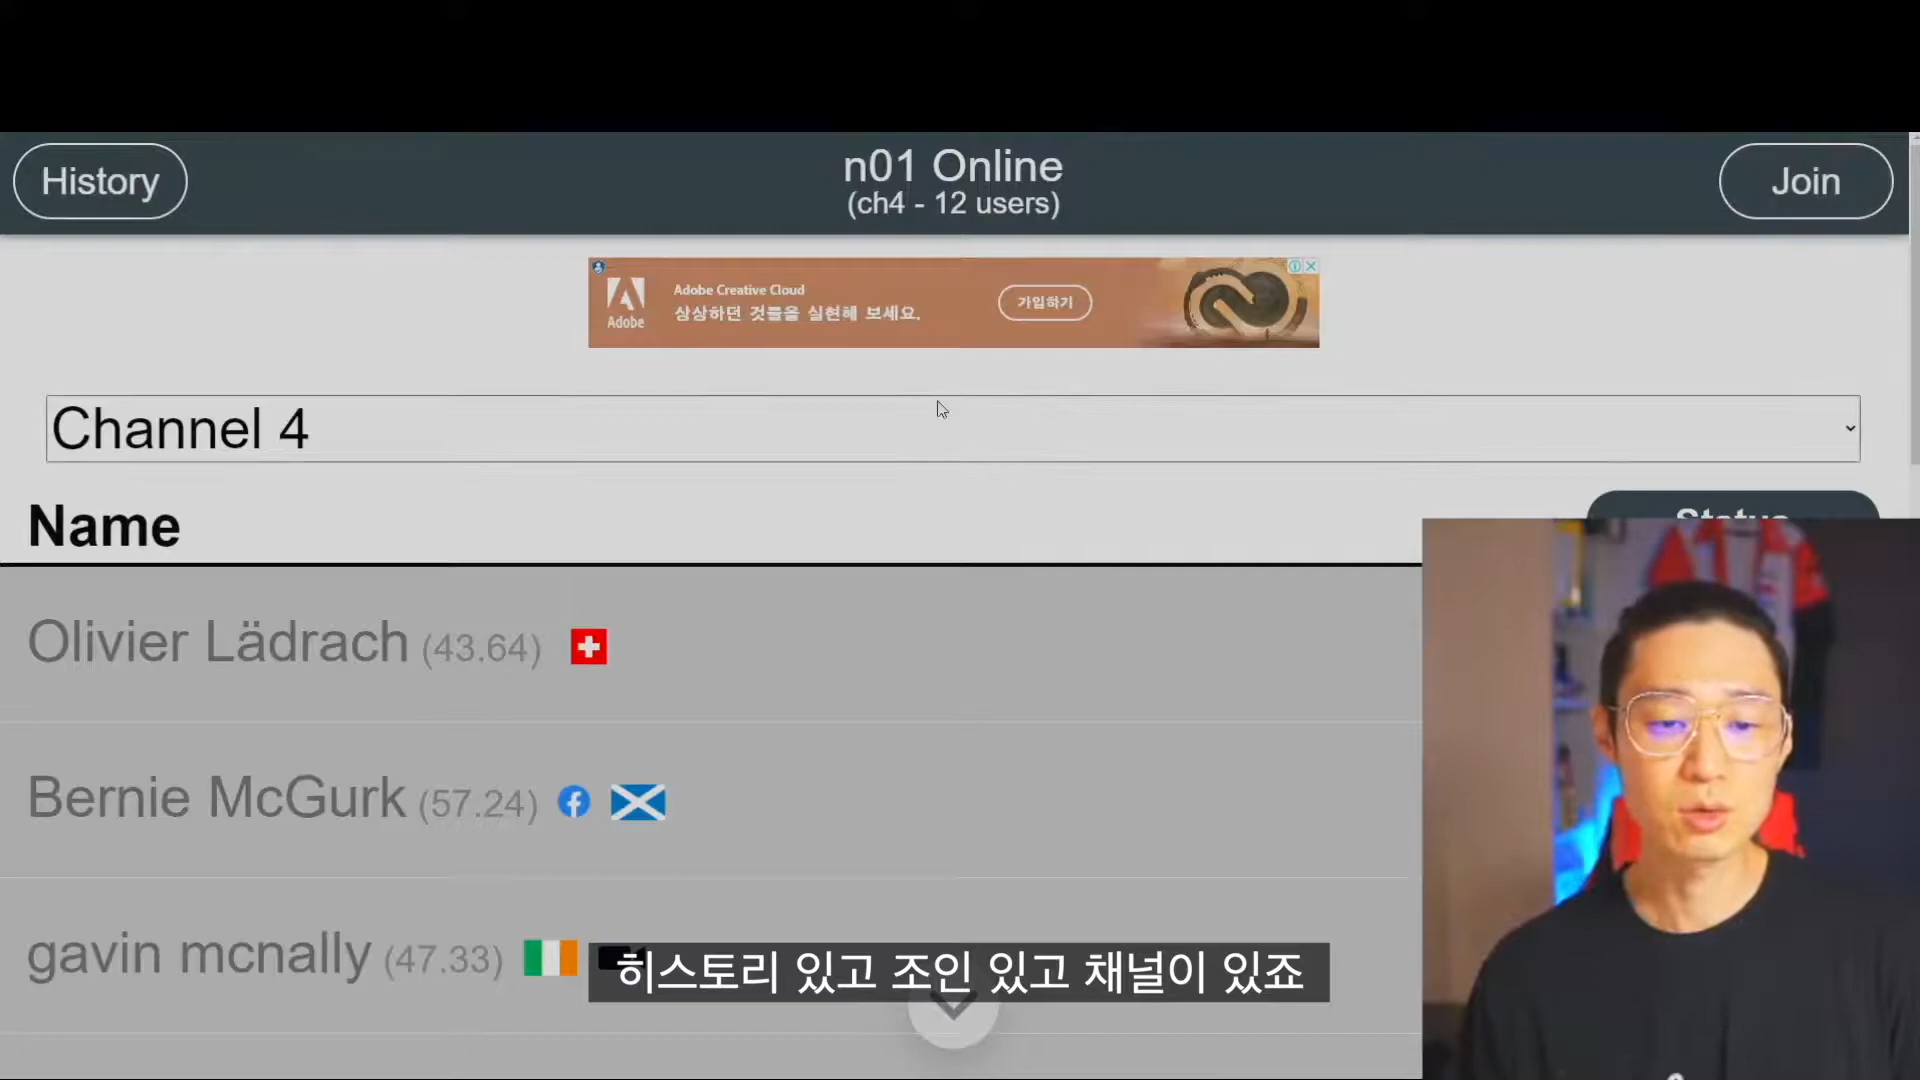 History
n01 Online
(ch4 - 12 users)
Join
Adobe
Adobe Creative Cloud
상상하던 것들을 실현해 보세요.
가입하기
Channel 4
Name
Status
Olivier Lädrach (43.64)
Bernie McGurk (57.24)
gavin mcnally (47.33)
히스토리 있고 조인 있고 채널이 있죠